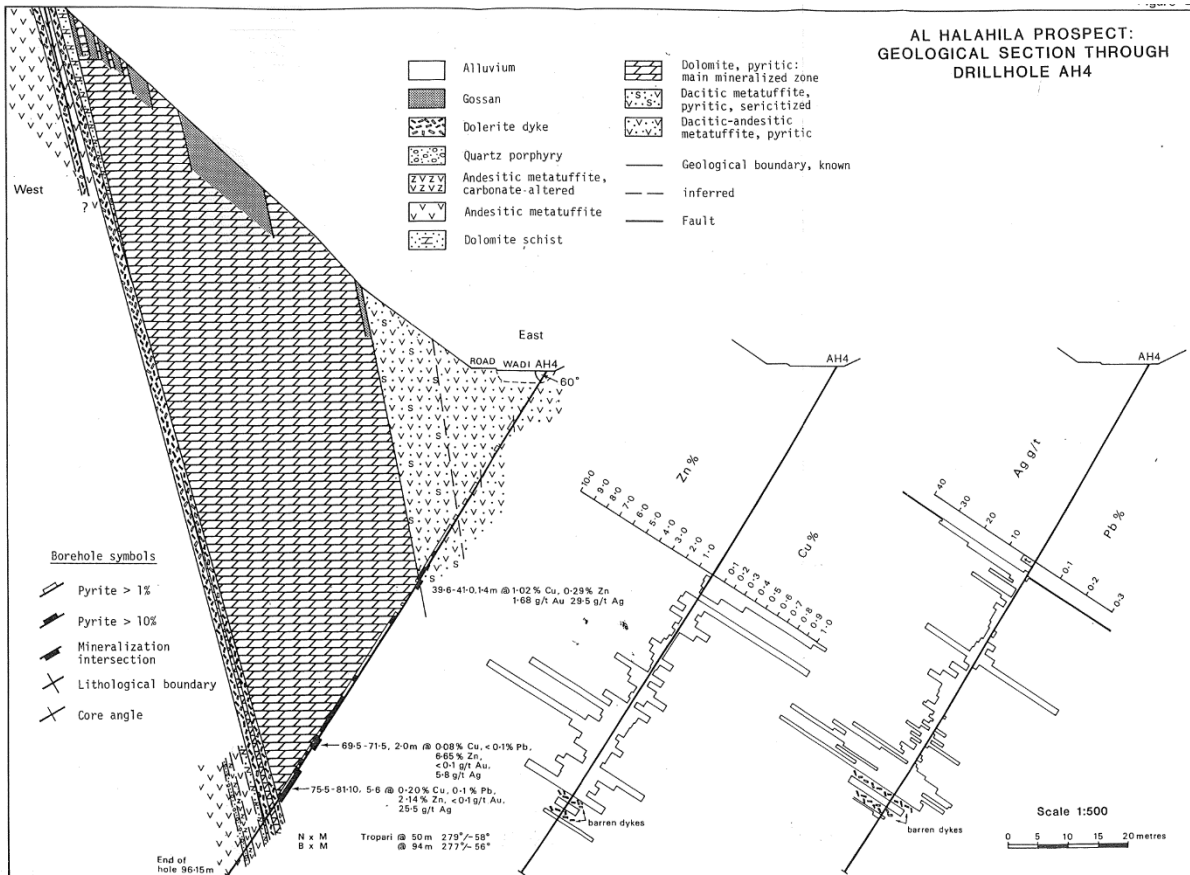 AL HALAHILA PROSPECT:
GEOLOGICAL SECTION THROUGH
DRILLHOLE AH4
Alluvium
Gossan
Dolerite dyke
Quartz porphyry
Andesitic metatuffite,
carbonate-altered
Andesitic metatuffite
Dolomite schist
Dolomite, pyritic:
main mineralized zone
Dacitic metatuffite,
pyritic, sericitized
Dacitic-andesitic
metatuffite, pyritic
Geological boundary, known
inferred
Fault
West
?
East
ROAD WADI AH4
60°
Borehole symbols
Pyrite > 1%
Pyrite > 10%
Mineralization
intersection
Lithological boundary
Core angle
39·6-41·0,1·4m @ 1·02% Cu, 0·29% Zn
1·68 g/t Au 29·5 g/t Ag
69·5-71·5, 2·0m @ 0·08% Cu, <0·1% Pb,
6·65% Zn,
<0·1 g/t Au,
5·8 g/t Ag
75·5-81·10, 5·6 @ 0·20% Cu, 0·1% Pb,
2·14% Zn, <0·1 g/t Au,
25·5 g/t Ag
N x M Tropari @ 50m 279°/-58°
B x M @ 94m 277°/-56°
End of
hole 96·15m
AH4
Zn %
10·0 9·0 8·0 7·0 6·0 5·0 4·0 3·0 2·0 1·0
Cu %
0·1 0·2 0·3 0·4 0·5 0·6 0·7 0·8 0·9 1·0
barren dykes
AH4
Ag g/t
40 30 20 10
Pb %
0·1 0·2 0·3
barren dykes
Scale 1:500
0 5 10 15 20 metres